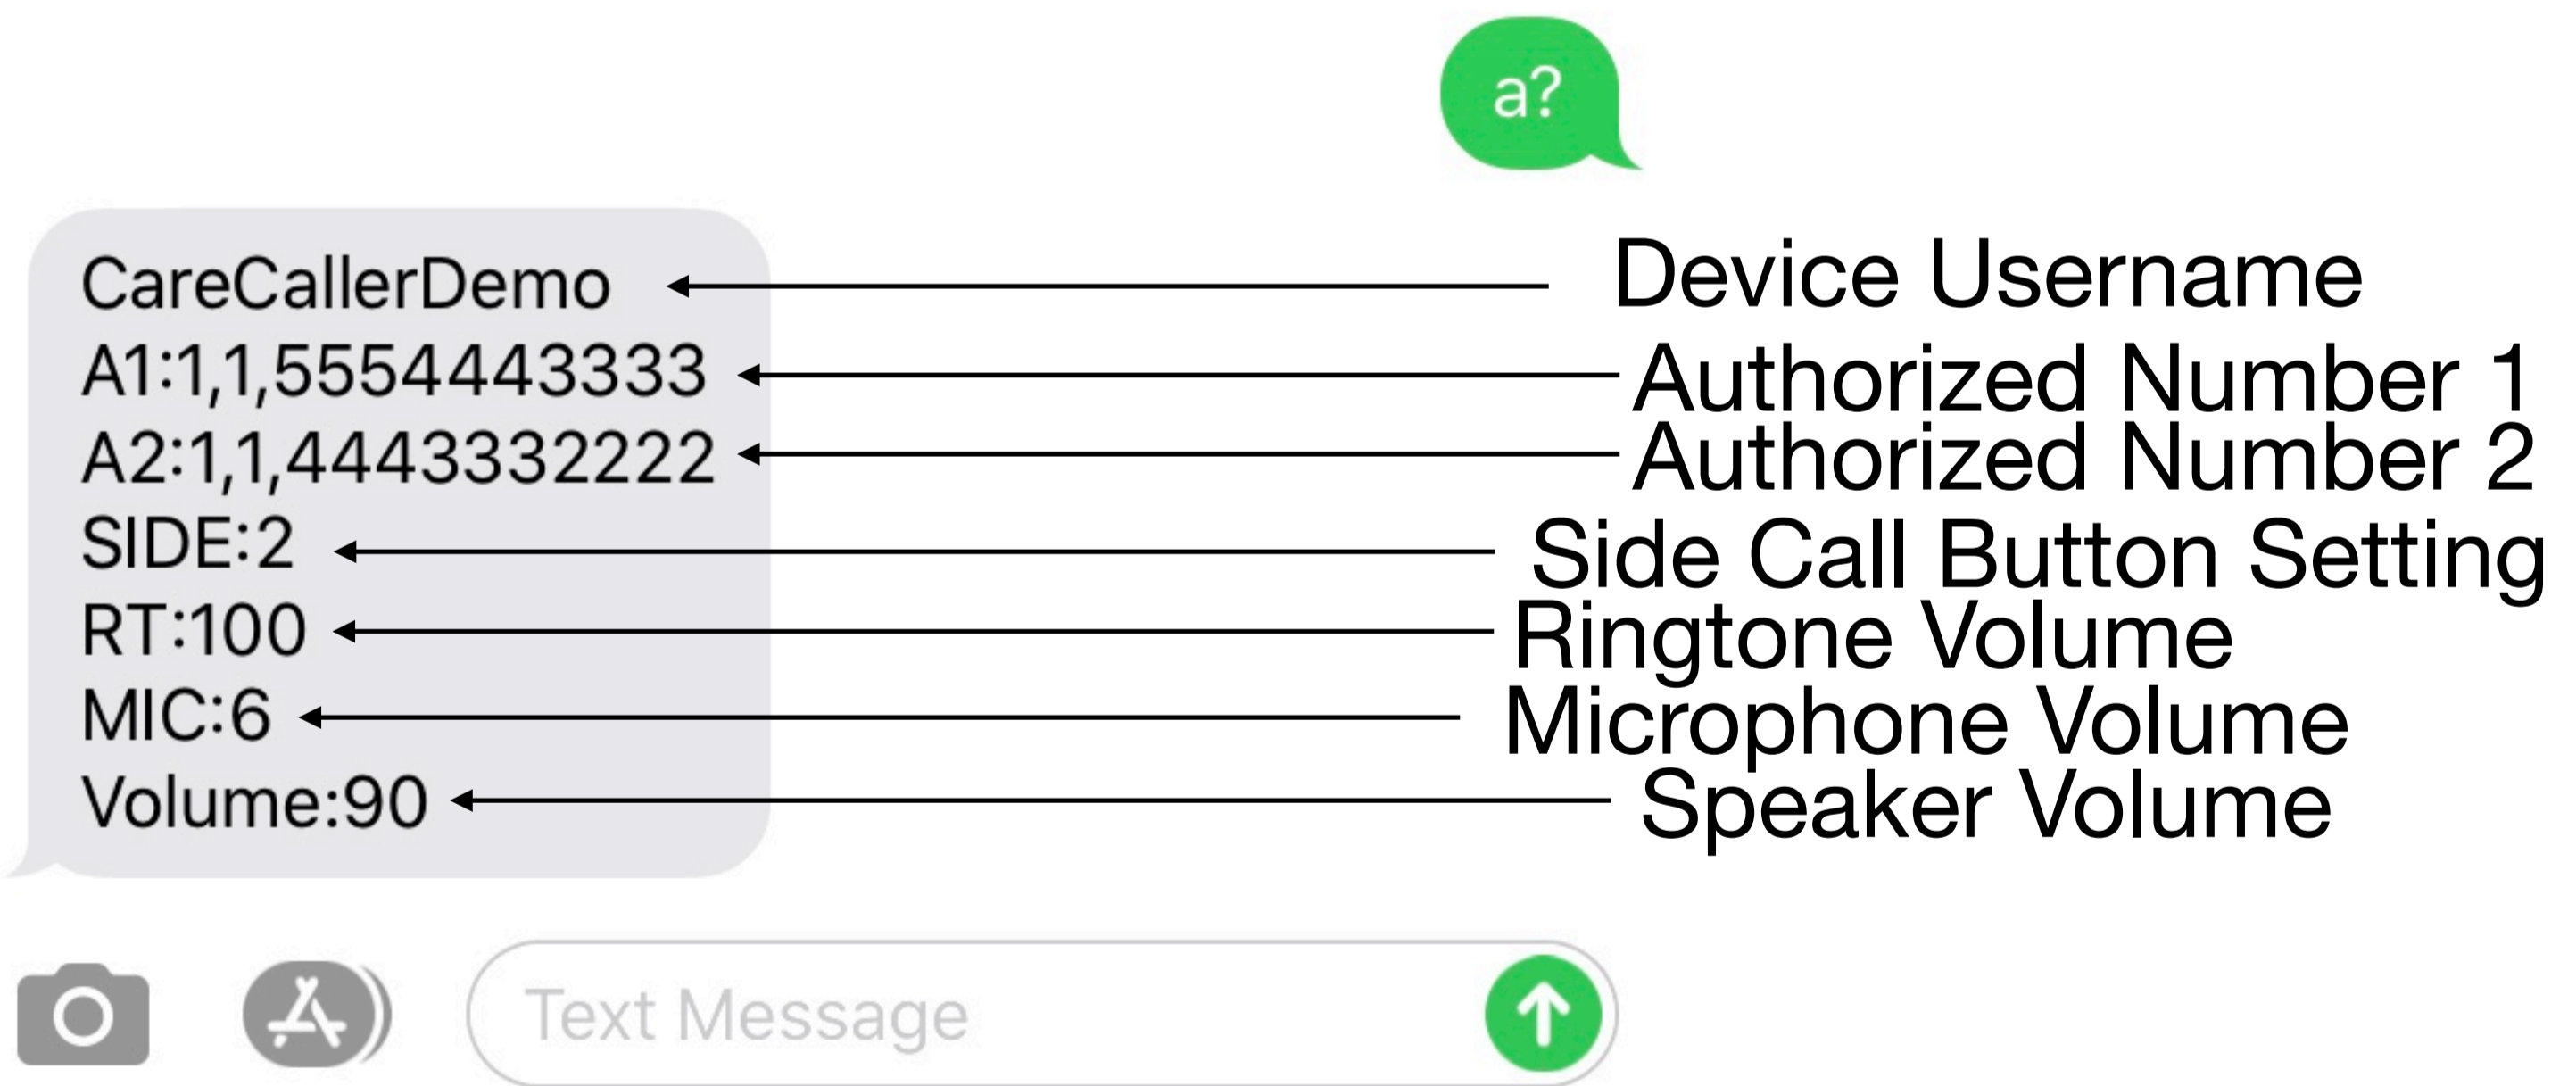 a?
CareCallerDemo
Device Username
A1:1,1,5554443333
Authorized Number 1
A2:1,1,4443332222
Authorized Number 2
SIDE:2
Side Call Button Setting
RT:100
Ringtone Volume
MIC:6
Microphone Volume
Volume:90
Speaker Volume
Text Message